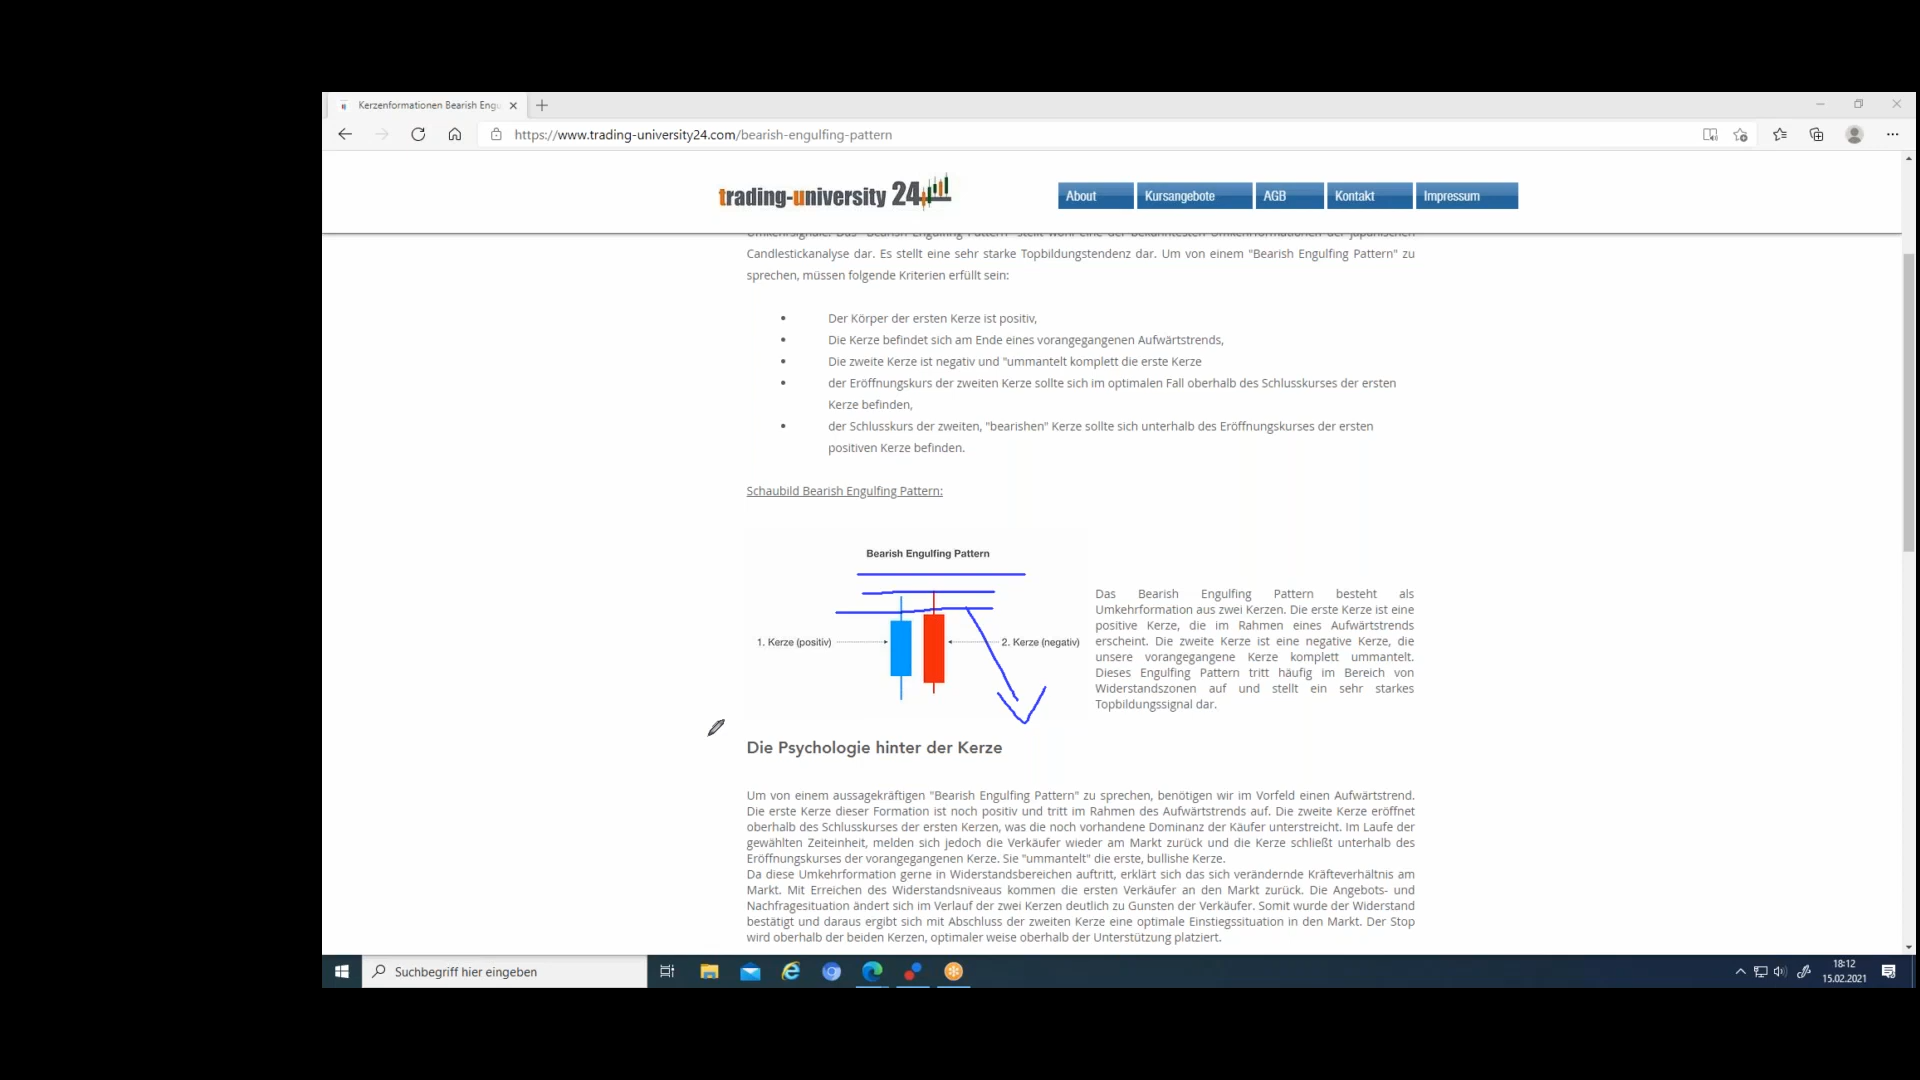 Kerzenformationen Bearish Engu
https://www.trading-university24.com/bearish-engulfing-pattern
trading-university 24
About
Kursangebote
AGB
Kontakt
Impressum
Umkehrsignale. Das "Bearish Engulfing Pattern" stellt wohl eine der bekanntesten Umkehrformationen der japanischen
Candlestickanalyse dar. Es stellt eine sehr starke Topbildungstendenz dar. Um von einem "Bearish Engulfing Pattern" zu
sprechen, müssen folgende Kriterien erfüllt sein:
• Der Körper der ersten Kerze ist positiv,
• Die Kerze befindet sich am Ende eines vorangegangenen Aufwärtstrends,
• Die zweite Kerze ist negativ und "ummantelt komplett die erste Kerze
• der Eröffnungskurs der zweiten Kerze sollte sich im optimalen Fall oberhalb des Schlusskurses der ersten
Kerze befinden,
• der Schlusskurs der zweiten, "bearishen" Kerze sollte sich unterhalb des Eröffnungskurses der ersten
positiven Kerze befinden.
Schaubild Bearish Engulfing Pattern:
Bearish Engulfing Pattern
1. Kerze (positiv)
2. Kerze (negativ)
Das Bearish Engulfing Pattern besteht als
Umkehrformation aus zwei Kerzen. Die erste Kerze ist eine
positive Kerze, die im Rahmen eines Aufwärtstrends
erscheint. Die zweite Kerze ist eine negative Kerze, die
unsere vorangegangene Kerze komplett ummantelt.
Dieses Engulfing Pattern tritt häufig im Bereich von
Widerstandszonen auf und stellt ein sehr starkes
Topbildungssignal dar.
Die Psychologie hinter der Kerze
Um von einem aussagekräftigen "Bearish Engulfing Pattern" zu sprechen, benötigen wir im Vorfeld einen Aufwärtstrend.
Die erste Kerze dieser Formation ist noch positiv und tritt im Rahmen des Aufwärtstrends auf. Die zweite Kerze eröffnet
oberhalb des Schlusskurses der ersten Kerzen, was die noch vorhandene Dominanz der Käufer unterstreicht. Im Laufe der
gewählten Zeiteinheit, melden sich jedoch die Verkäufer wieder am Markt zurück und die Kerze schließt unterhalb des
Eröffnungskurses der vorangegangenen Kerze. Sie "ummantelt" die erste, bullishe Kerze.
Da diese Umkehrformation gerne in Widerstandsbereichen auftritt, erklärt sich das sich verändernde Kräfteverhältnis am
Markt. Mit Erreichen des Widerstandsniveaus kommen die ersten Verkäufer an den Markt zurück. Die Angebots- und
Nachfragesituation ändert sich im Verlauf der zwei Kerzen deutlich zu Gunsten der Verkäufer. Somit wurde der Widerstand
bestätigt und daraus ergibt sich mit Abschluss der zweiten Kerze eine optimale Einstiegssituation in den Markt. Der Stop
wird oberhalb der beiden Kerzen, optimaler weise oberhalb der Unterstützung platziert.
Suchbegriff hier eingeben
18:12
15.02.2021